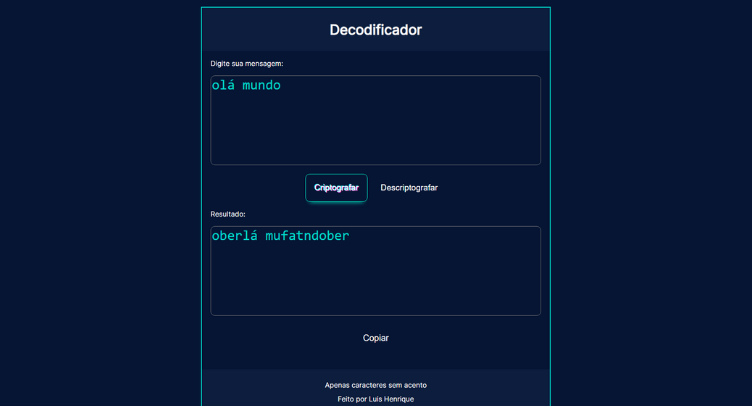 Decodificador
Digite sua mensagem:
olá mundo
Criptografar Descriptografar
Resultado:
oberlá mufatndober
Copiar
Apenas caracteres sem acento
Feito por Luis Henrique